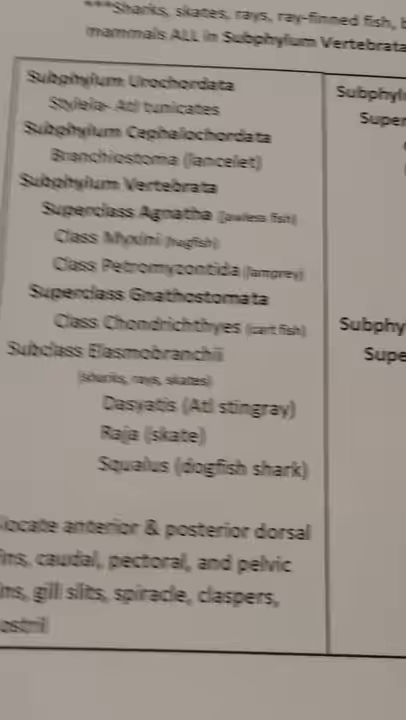 ***Sharks, skates, rays, ray-finned fish, b
mammals ALL in Subphylum Vertebrata
Subphylum Urochordata
Styela- Atl tunicates
Subphylum Cephalochordata
Branchiostoma (lancelet)
Subphylum Vertebrata
Superclass Agnatha (jawless fish)
Class Myxini (hagfish)
Class Petromyzontida (lamprey)
Superclass Gnathostomata
Class Chondrichthyes (cart fish)
Subclass Elasmobranchii
(sharks, rays, skates)
Dasyatis (Atl stingray)
Raja (skate)
Squalus (dogfish shark)
locate anterior & posterior dorsal
ins, caudal, pectoral, and pelvic
ins, gill slits, spiracle, claspers,
ostril
Subphyl
Super
Subphy
Supe